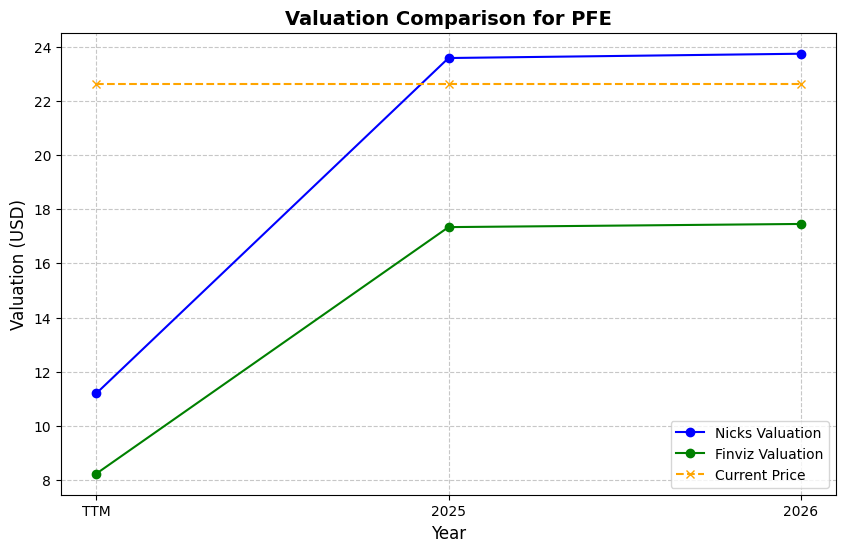 Valuation Comparison for PFE
Valuation (USD)
24
22
20
18
16
14
12
10
8
TTM
2025
2026
Year
Nicks Valuation
Finviz Valuation
Current Price